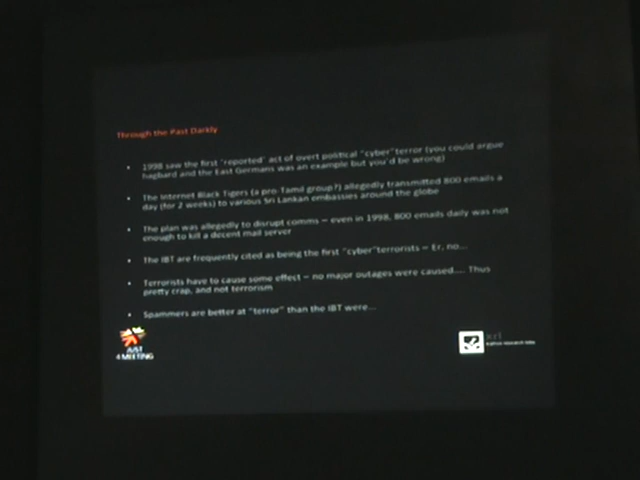 Through the Past Darkly
• 1998 saw the first "reported" act of overt political "cyber"terror (you could argue
hagbard and the East Germans was an example but you'd be wrong)
• The Internet Black Tigers (a pro-Tamil group?) allegedly transmitted 800 emails a
day (for 2 weeks) to various Sri Lankan embassies around the globe
• The plan was allegedly to disrupt comms – even in 1998, 800 emails daily was not
enough to kill a decent mail server
• The IBT are frequently cited as being the first "cyber"terrorists – Er, no...
• Terrorists have to cause some effect – no major outages were caused.... Thus
pretty crap, and not terrorism
• Spammers are better at "terror" than the IBT were...
JUST
4 MEETING
research labs